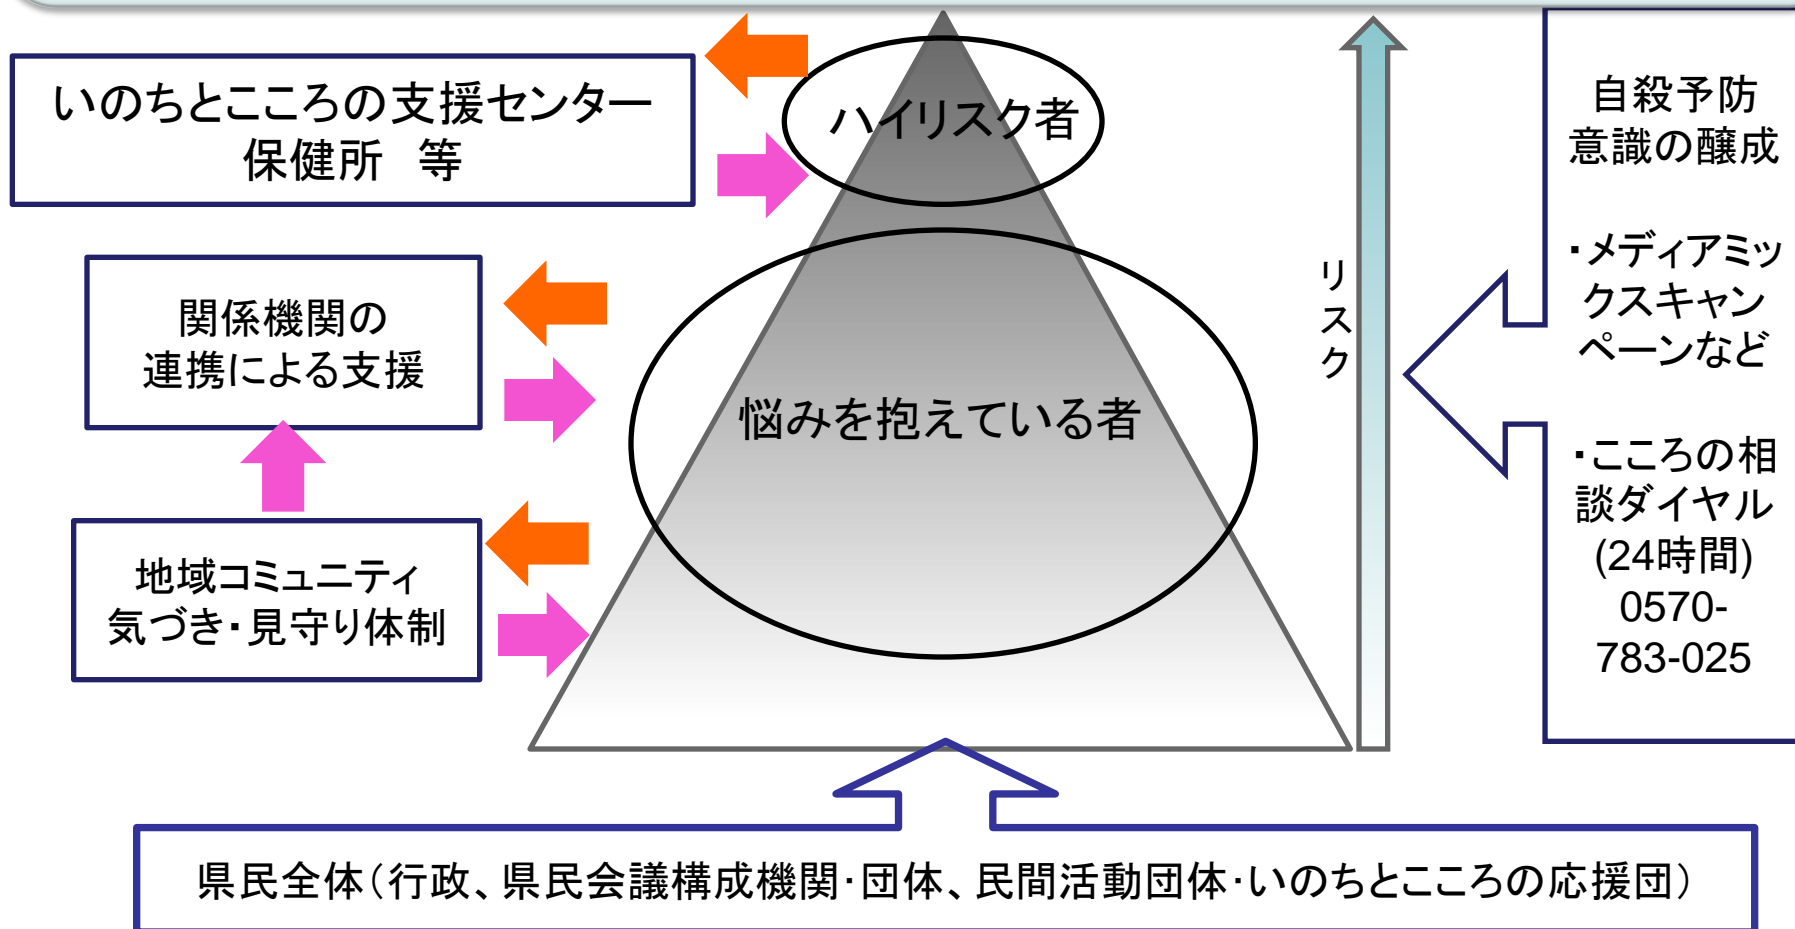 いのちとこころの支援センター
保健所　等
ハイリスク者
関係機関の
連携による支援
悩みを抱えている者
地域コミュニティ
気づき・見守り体制
リスク
自殺予防
意識の醸成
・メディアミッ
クスキャン
ペーンなど
・こころの相
談ダイヤル
(24時間)
0570-
783-025
県民全体（行政、県民会議構成機関・団体、民間活動団体・いのちとこころの応援団）